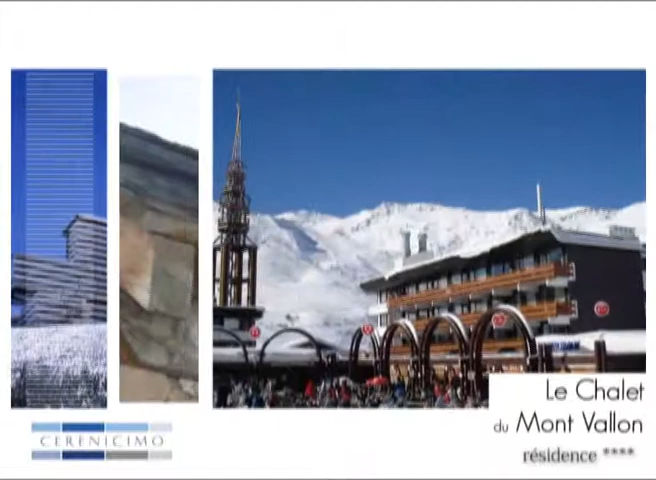 Le Chalet
du Mont Vallon
résidence ****
CERENICIMO